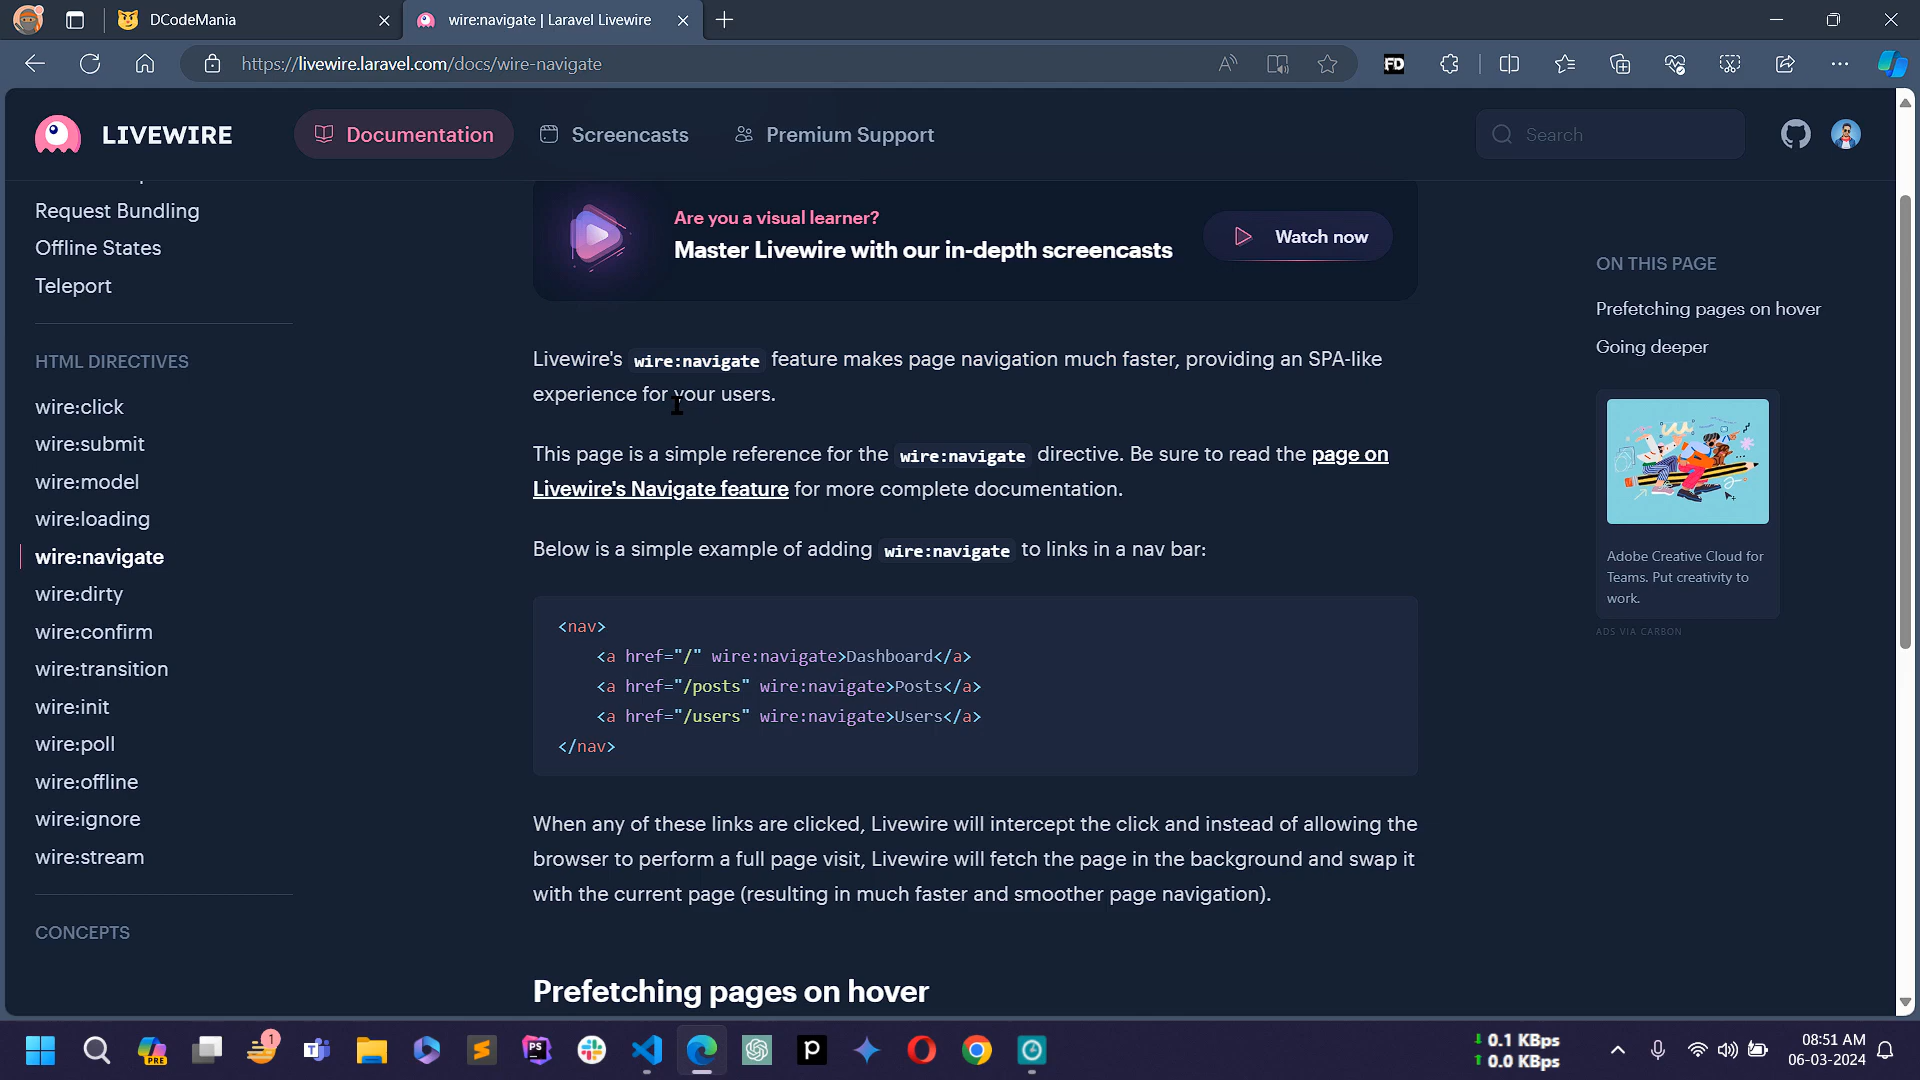 DCodeMania
wire:navigate | Laravel Livewire
https://livewire.laravel.com/docs/wire-navigate
FD
LIVEWIRE
Documentation
Screencasts
Premium Support
Search
Request Bundling
Offline States
Teleport
HTML DIRECTIVES
wire:click
wire:submit
wire:model
wire:loading
wire:navigate
wire:dirty
wire:confirm
wire:transition
wire:init
wire:poll
wire:offline
wire:ignore
wire:stream
CONCEPTS
Are you a visual learner?
Master Livewire with our in-depth screencasts
Watch now
Livewire's wire:navigate feature makes page navigation much faster, providing an SPA-like
experience for your users.
This page is a simple reference for the wire:navigate directive. Be sure to read the page on
Livewire's Navigate feature for more complete documentation.
Below is a simple example of adding wire:navigate to links in a nav bar:
<nav>
<a href="/" wire:navigate>Dashboard</a>
<a href="/posts" wire:navigate>Posts</a>
<a href="/users" wire:navigate>Users</a>
</nav>
When any of these links are clicked, Livewire will intercept the click and instead of allowing the
browser to perform a full page visit, Livewire will fetch the page in the background and swap it
with the current page (resulting in much faster and smoother page navigation).
Prefetching pages on hover
ON THIS PAGE
Prefetching pages on hover
Going deeper
Adobe Creative Cloud for
Teams. Put creativity to
work.
ADS VIA CARBON
PRE
1
PS
p
0.1 KBps
0.0 KBps
08:51 AM
06-03-2024